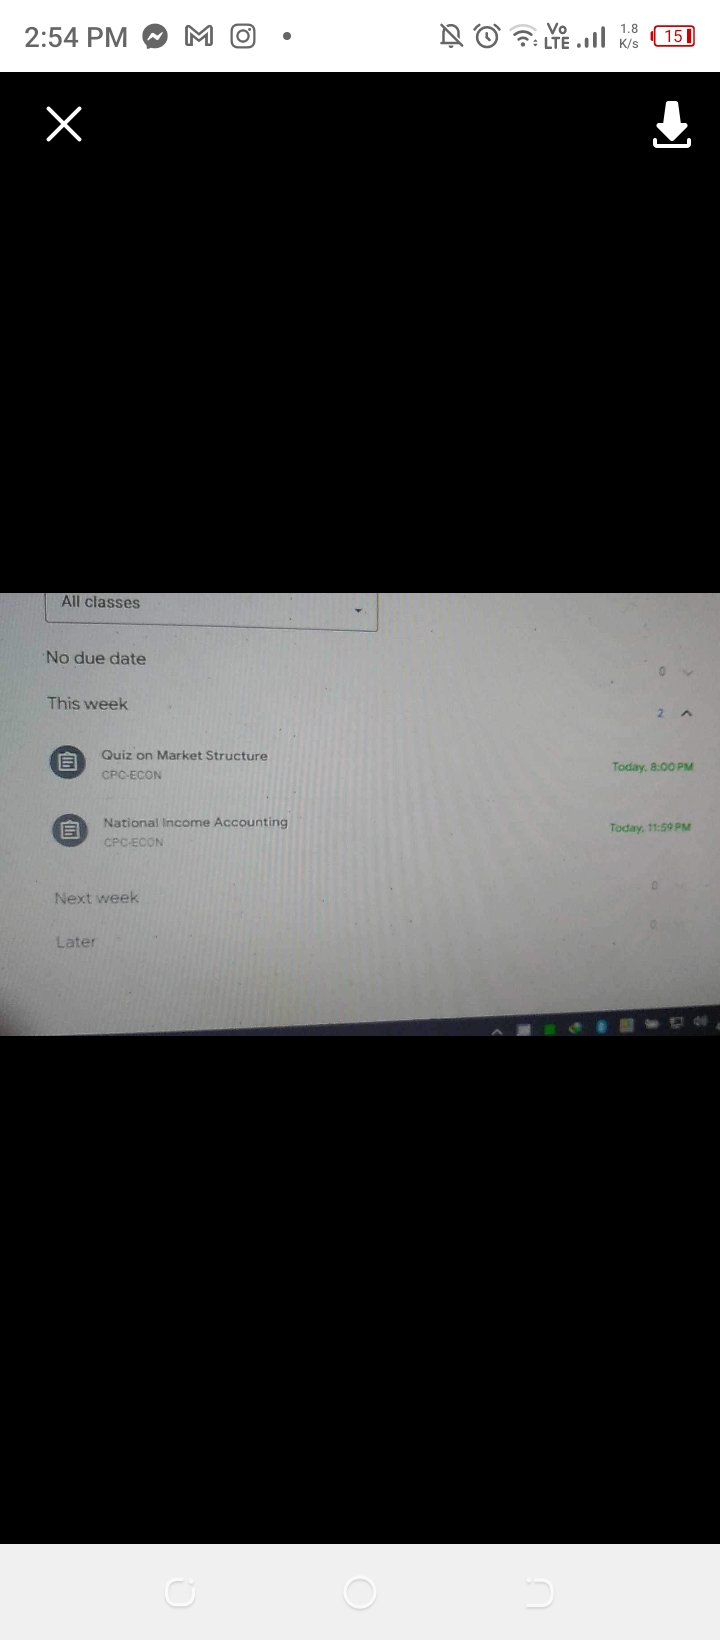 2:54 PM
Vo LTE
1.8 K/s
15
All classes
No due date
0
This week
2
Quiz on Market Structure
CPC-ECON
Today, 8:00 PM
National Income Accounting
CPC-ECON
Today, 11:59 PM
Next week
0
Later
0